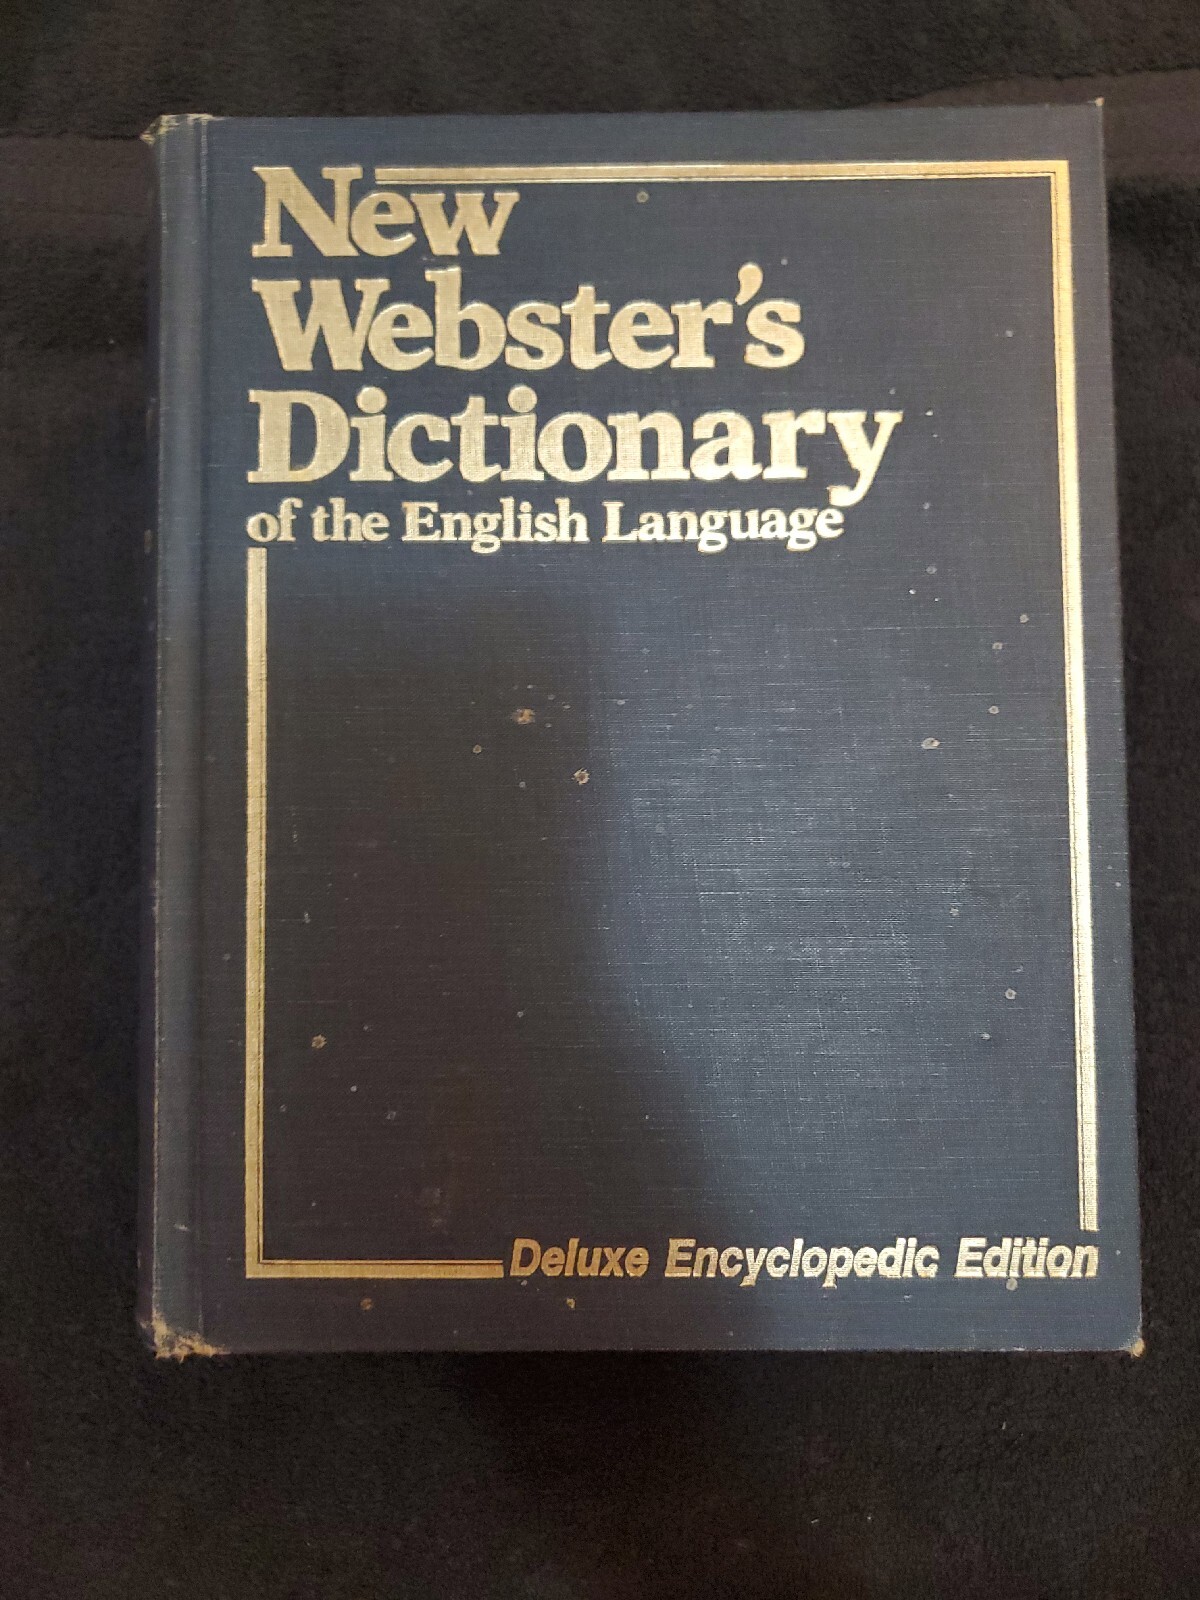 New
Webster's
Dictionary
of the English Language
Deluxe Encyclopedic Edition